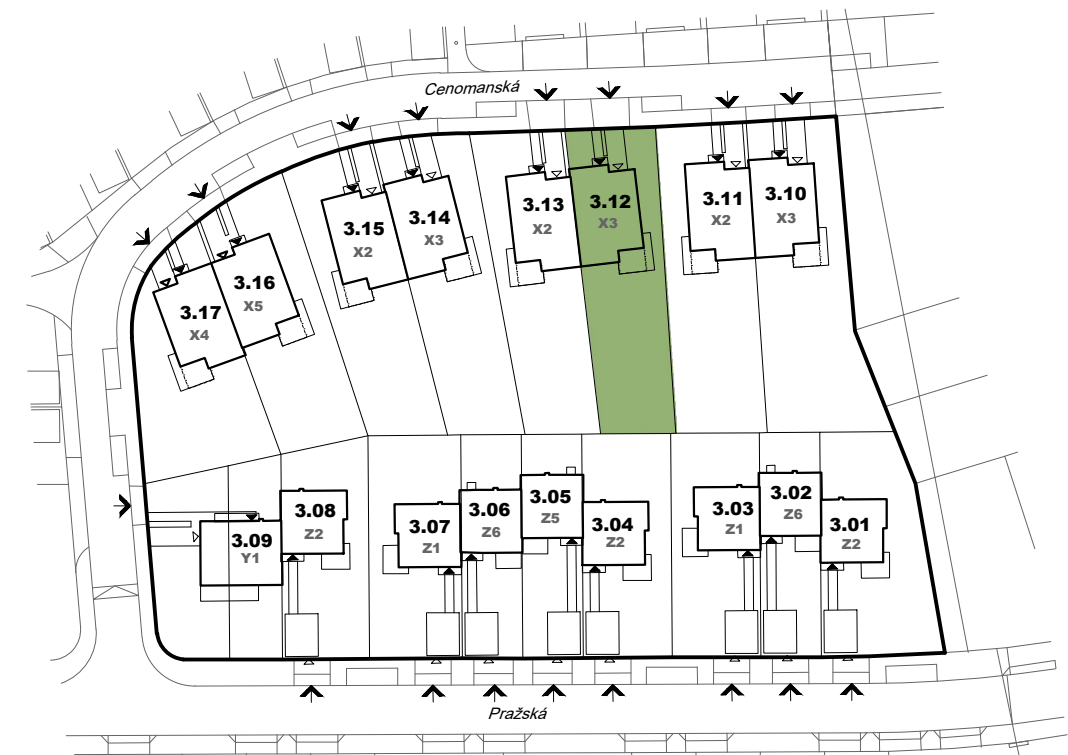 Cenomanská
3.10
X3
3.11
X2
3.12
X3
3.13
X2
3.14
X3
3.15
X2
3.16
X5
3.17
X4
3.09
Y1
3.08
Z2
3.07
Z1
3.06
Z6
3.05
Z5
3.04
Z2
3.03
Z1
3.02
Z6
3.01
Z2
Pražská